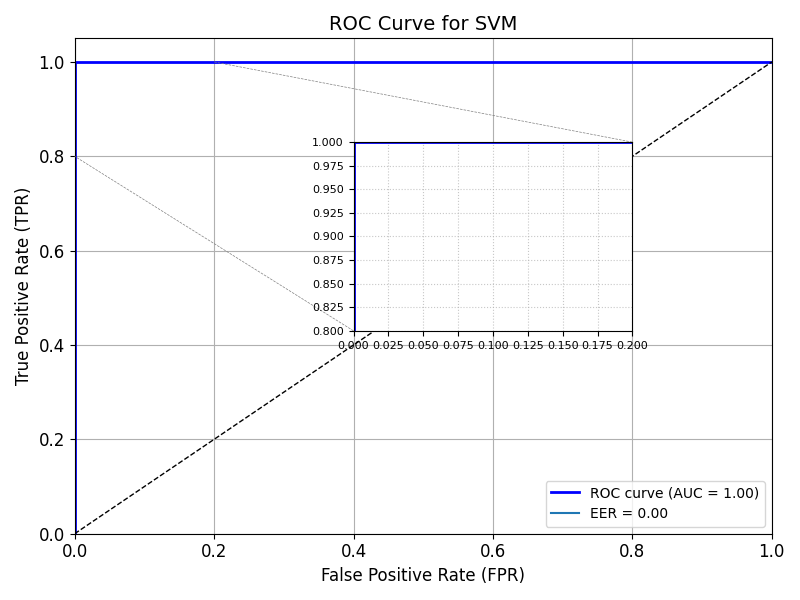 ROC Curve for SVM
True Positive Rate (TPR)
1.0
0.8
0.6
0.4
0.2
0.0
1.000
0.975
0.950
0.925
0.900
0.875
0.850
0.825
0.800
0.000 0.025 0.050 0.075 0.100 0.125 0.150 0.175 0.200
ROC curve (AUC = 1.00)
EER = 0.00
0.0 0.2 0.4 0.6 0.8 1.0
False Positive Rate (FPR)